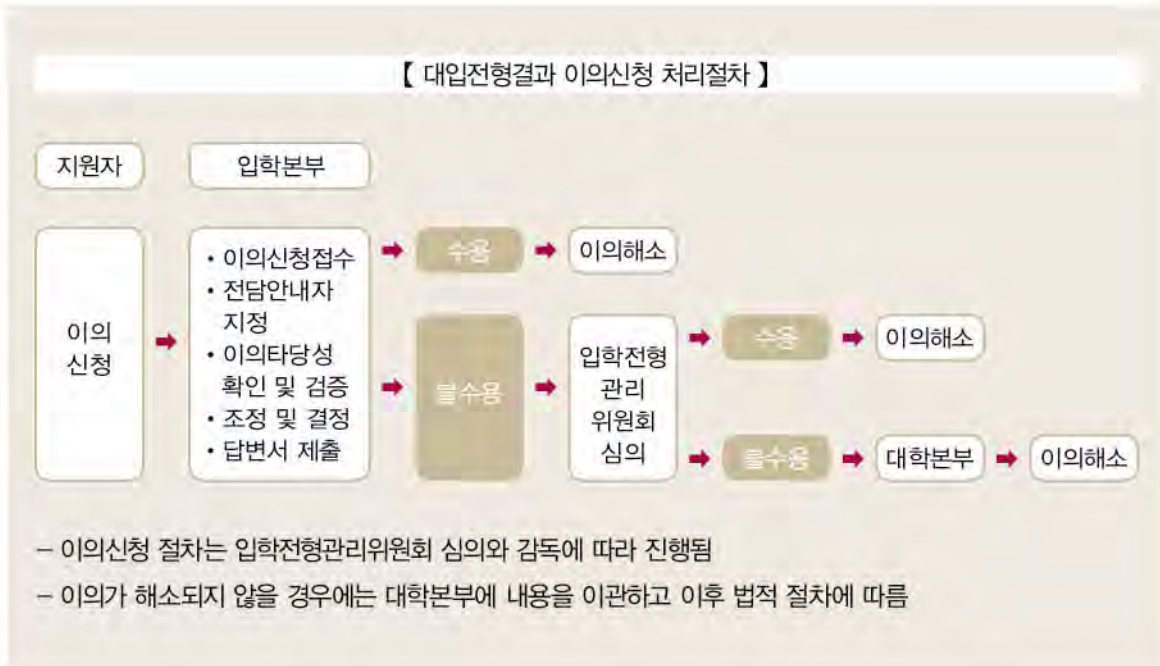 【 대입전형결과 이의신청 처리절차 】
지원자
입학본부
이의
신청
• 이의신청접수
• 전담안내자
지정
• 이의타당성
확인 및 검증
• 조정 및 결정
• 답변서 제출
수용
이의해소
불수용
입학전형
관리
위원회
심의
수용
이의해소
불수용
대학본부
이의해소
– 이의신청 절차는 입학전형관리위원회 심의와 감독에 따라 진행됨
– 이의가 해소되지 않을 경우에는 대학본부에 내용을 이관하고 이후 법적 절차에 따름